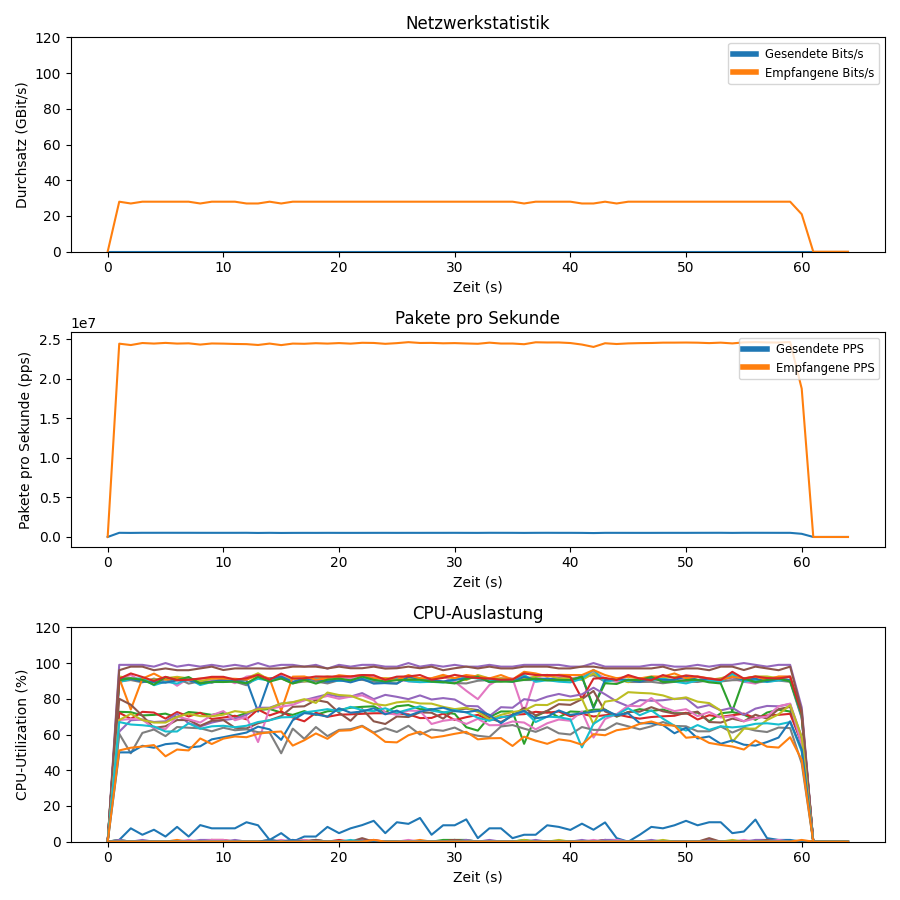 Netzwerkstatistik
120
100
80
60
40
20
0
Durchsatz (GBit/s)
Gesendete Bits/s
Empfangene Bits/s
0 10 20 30 40 50 60
Zeit (s)
Pakete pro Sekunde
1e7
2.5
2.0
1.5
1.0
0.5
0.0
Pakete pro Sekunde (pps)
Gesendete PPS
Empfangene PPS
0 10 20 30 40 50 60
Zeit (s)
CPU-Auslastung
120
100
80
60
40
20
0
CPU-Utilization (%)
0 10 20 30 40 50 60
Zeit (s)